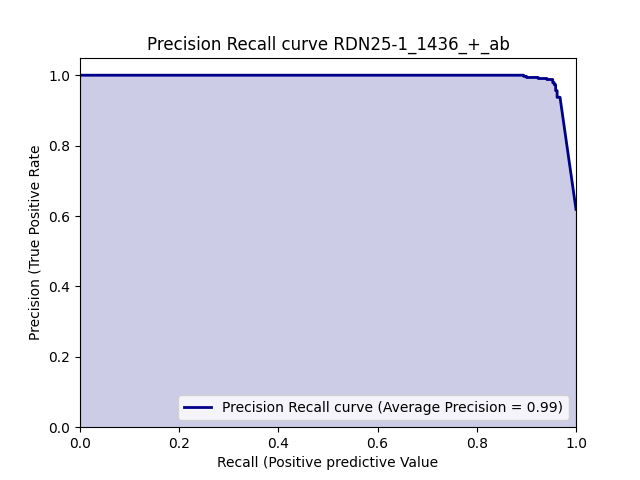 Precision Recall curve RDN25-1_1436_+_ab
Precision (True Positive Rate
1.0
0.8
0.6
0.4
0.2
0.0
Precision Recall curve (Average Precision = 0.99)
0.0 0.2 0.4 0.6 0.8 1.0
Recall (Positive predictive Value